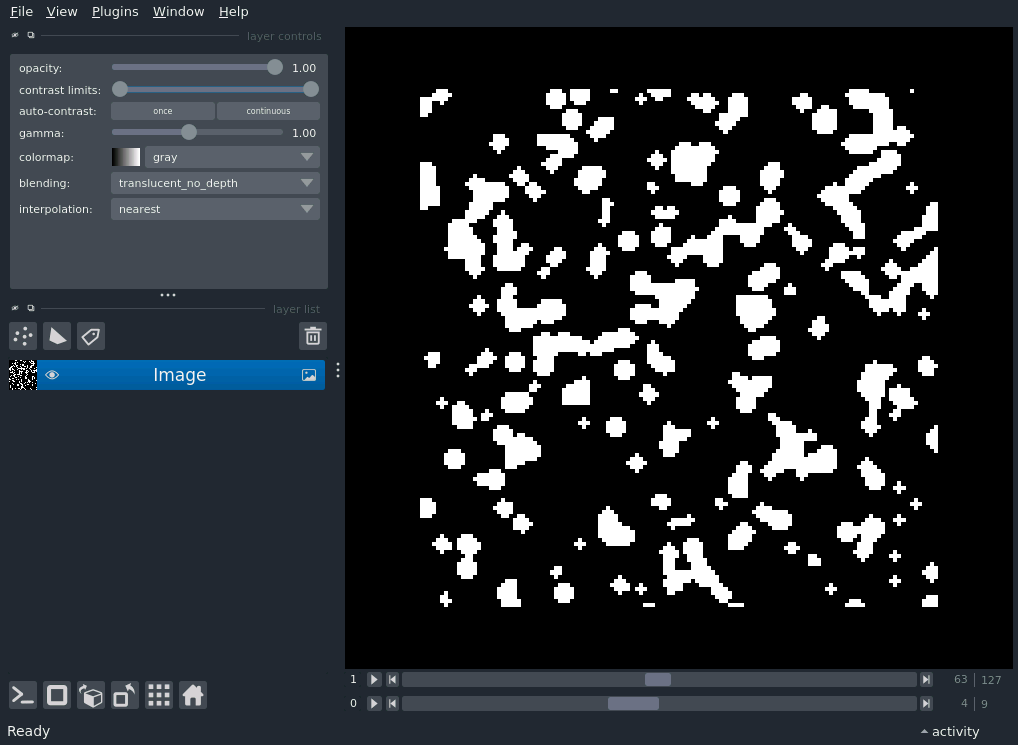 File View Plugins Window Help
layer controls
opacity: 1.00
contrast limits:
auto-contrast: once continuous
gamma: 1.00
colormap: gray
blending: translucent_no_depth
interpolation: nearest
layer list
Image
1 63 127
0 4 9
Ready activity